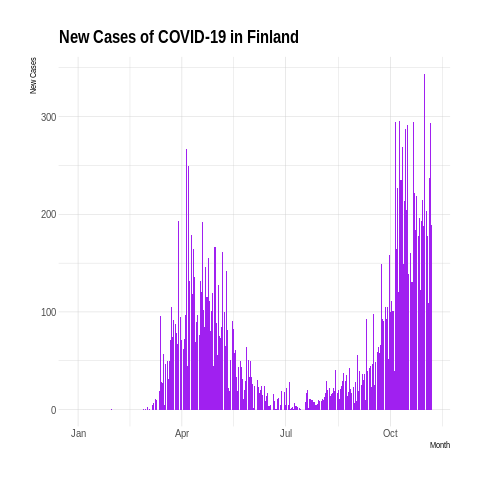 New Cases of COVID-19 in Finland
New Cases
300
200
100
0
Jan Apr Jul Oct
Month